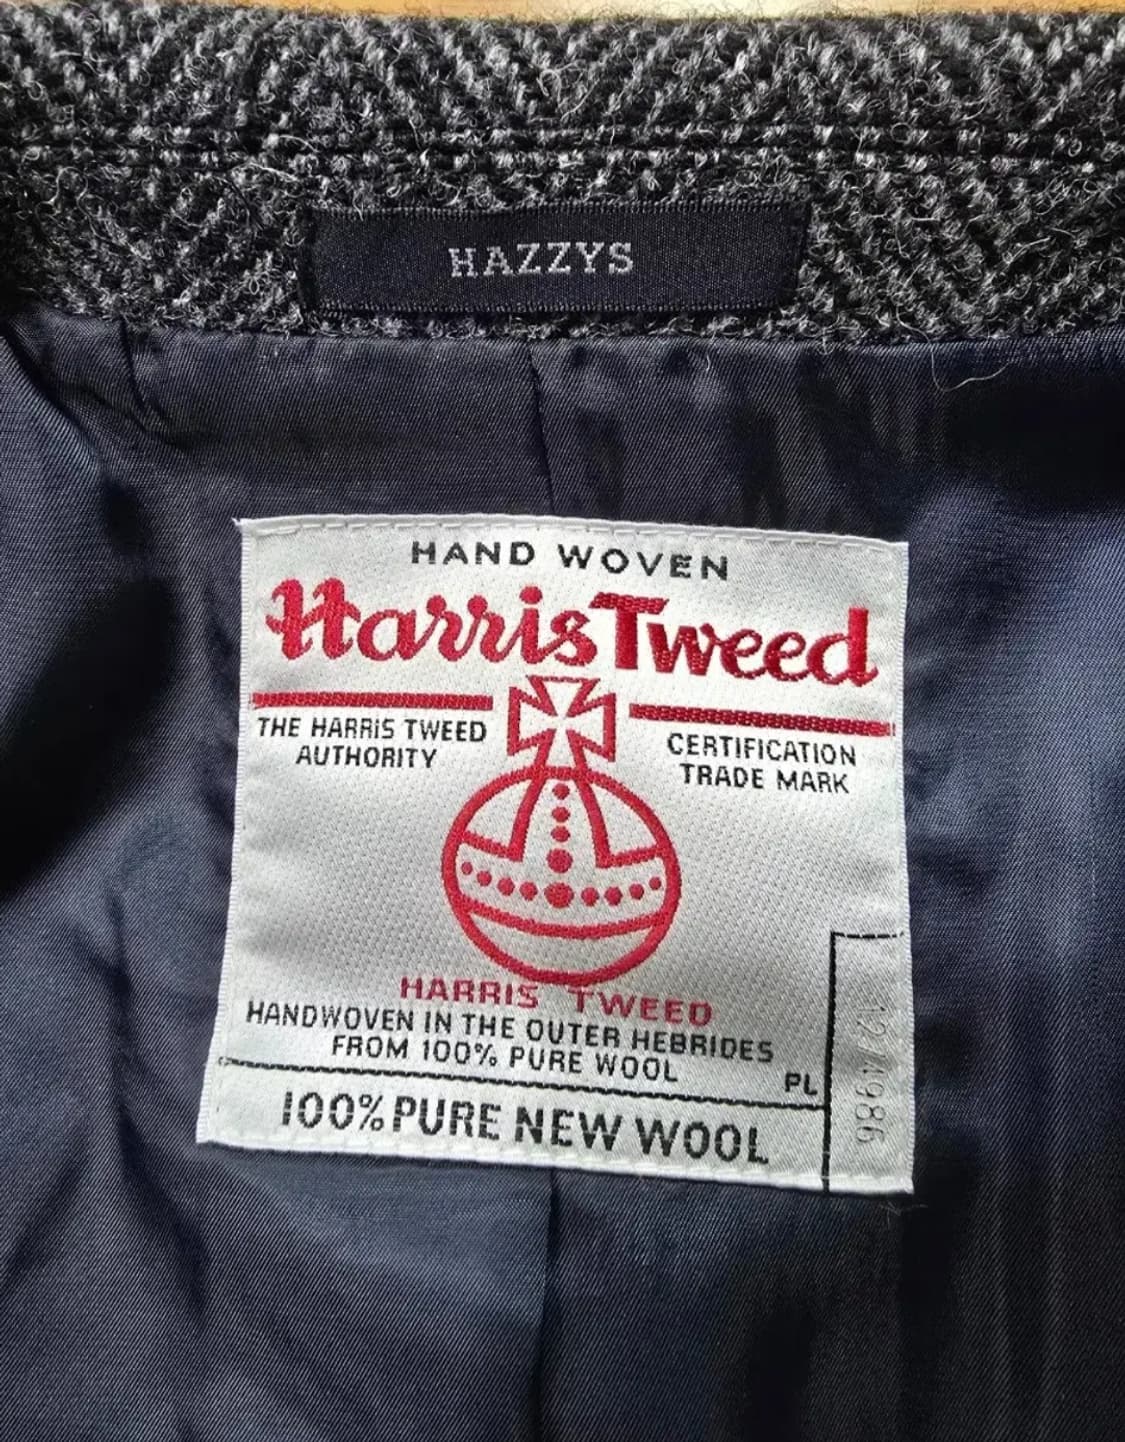 HAZZYS
HAND WOVEN
Harris Tweed
THE HARRIS TWEED
AUTHORITY
CERTIFICATION
TRADE MARK
HARRIS TWEED
HANDWOVEN IN THE OUTER HEBRIDES
FROM 100% PURE WOOL
PL
100% PURE NEW WOOL